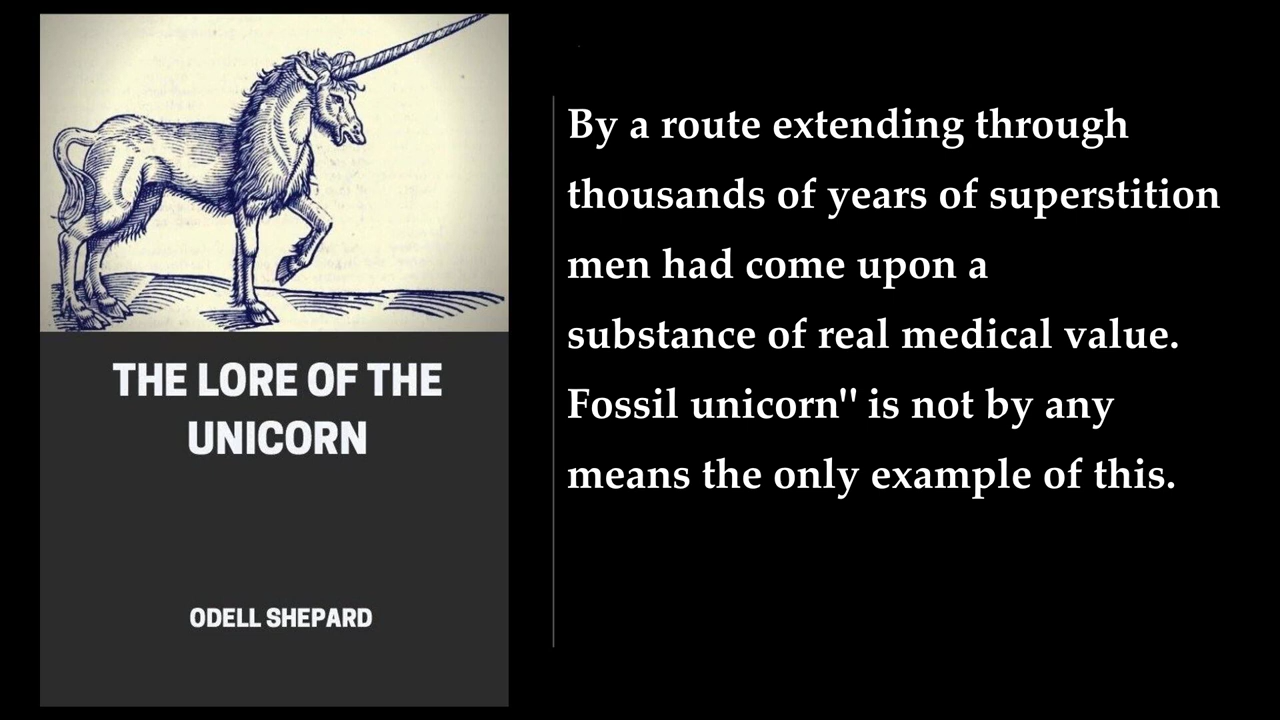 THE LORE OF THE
UNICORN
ODELL SHEPARD
By a route extending through
thousands of years of superstition
men had come upon a
substance of real medical value.
Fossil unicorn" is not by any
means the only example of this.